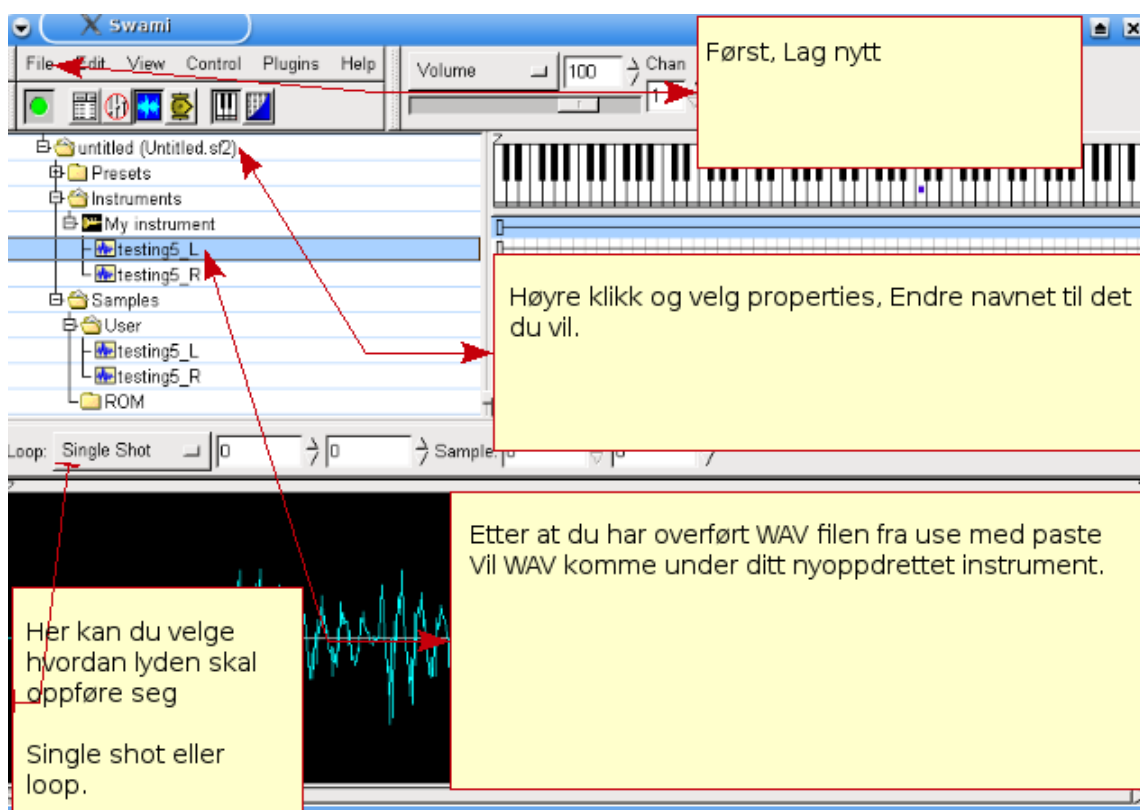 Swami
File Edit View Control Plugins Help
Volume 100 Chan
1
Først, Lag nytt
untitled (Untitled.sf2)
Presets
Instruments
My instrument
testing5_L
testing5_R
Samples
User
testing5_L
testing5_R
ROM
Høyre klikk og velg properties, Endre navnet til det
du vil.
Loop: Single Shot 0 0 Sample: 0 0
Etter at du har overført WAV filen fra use med paste
Vil WAV komme under ditt nyoppdrettet instrument.
Her kan du velge
hvordan lyden skal
oppføre seg
Single shot eller
loop.